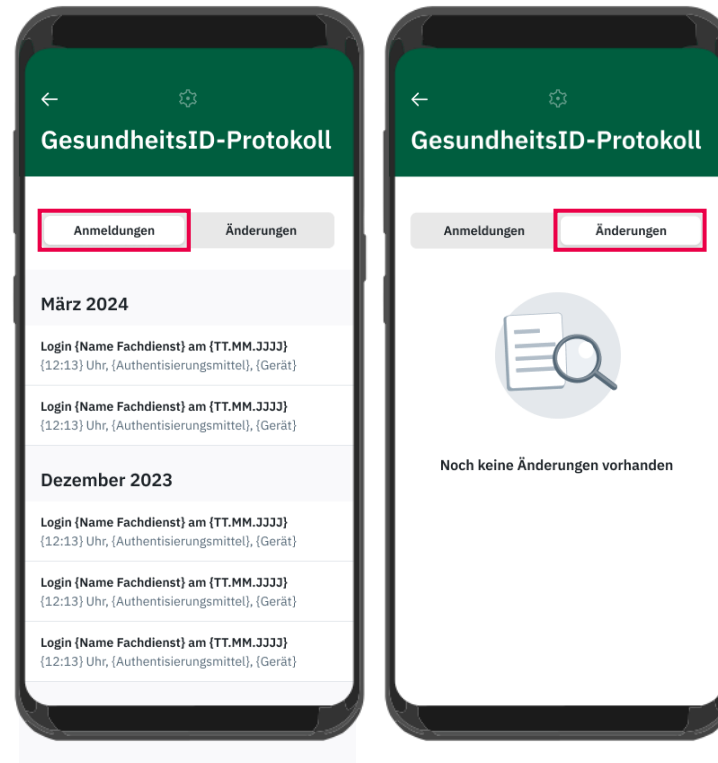 GesundheitsID-Protokoll
Anmeldungen
Änderungen
März 2024
Login {Name Fachdienst} am {TT.MM.JJJJ}
{12:13} Uhr, {Authentisierungsmittel}, {Gerät}
Login {Name Fachdienst} am {TT.MM.JJJJ}
{12:13} Uhr, {Authentisierungsmittel}, {Gerät}
Dezember 2023
Login {Name Fachdienst} am {TT.MM.JJJJ}
{12:13} Uhr, {Authentisierungsmittel}, {Gerät}
Login {Name Fachdienst} am {TT.MM.JJJJ}
{12:13} Uhr, {Authentisierungsmittel}, {Gerät}
Login {Name Fachdienst} am {TT.MM.JJJJ}
{12:13} Uhr, {Authentisierungsmittel}, {Gerät}
GesundheitsID-Protokoll
Anmeldungen
Änderungen
Noch keine Änderungen vorhanden